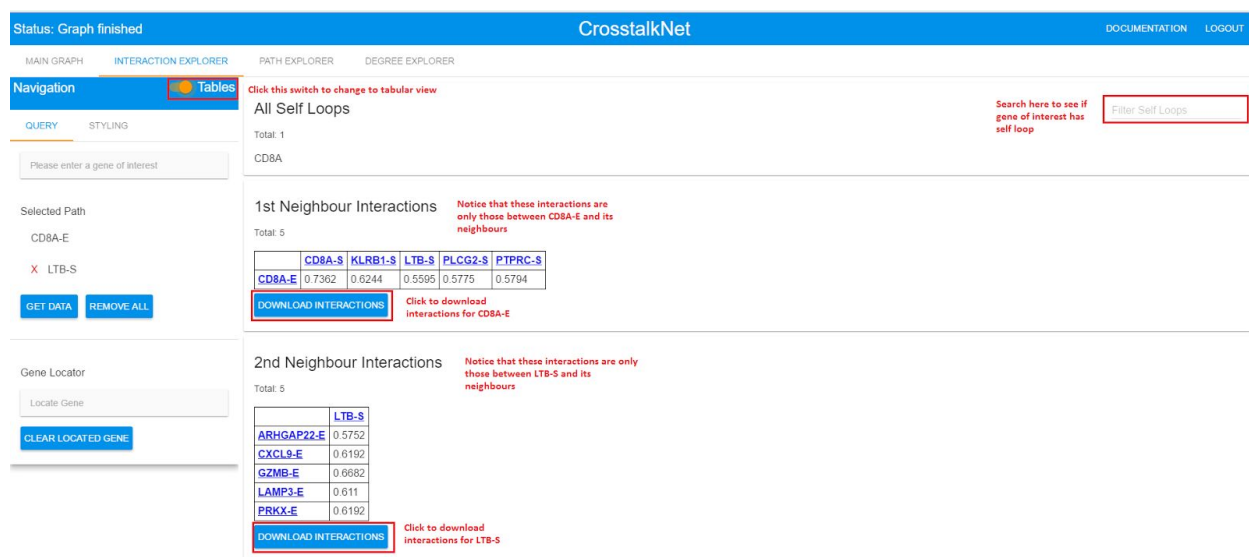 Status: Graph finished
CrosstalkNet
DOCUMENTATION LOGOUT
MAIN GRAPH INTERACTION EXPLORER PATH EXPLORER DEGREE EXPLORER
Navigation
Tables
QUERY STYLING
Please enter a gene of interest
Selected Path
CD8A-E
X LTB-S
GET DATA REMOVE ALL
Gene Locator
Locate Gene
CLEAR LOCATED GENE
Click this switch to change to tabular view
All Self Loops
Total: 1
CD8A
Search here to see if
gene of interest has
self loop
Filter Self Loops
1st Neighbour Interactions
Total: 5
Notice that these interactions are
only those between CD8A-E and its
neighbours
CD8A-S KLRB1-S LTB-S PLCG2-S PTPRC-S
CD8A-E 0.7362 0.6244 0.5595 0.5775 0.5794
DOWNLOAD INTERACTIONS
Click to download
interactions for CD8A-E
2nd Neighbour Interactions
Total: 5
Notice that these interactions are only
those between LTB-S and its
neighbours
LTB-S
ARHGAP22-E 0.5752
CXCL9-E 0.6192
GZMB-E 0.6682
LAMP3-E 0.611
PRKX-E 0.6192
DOWNLOAD INTERACTIONS
Click to download
interactions for LTB-S